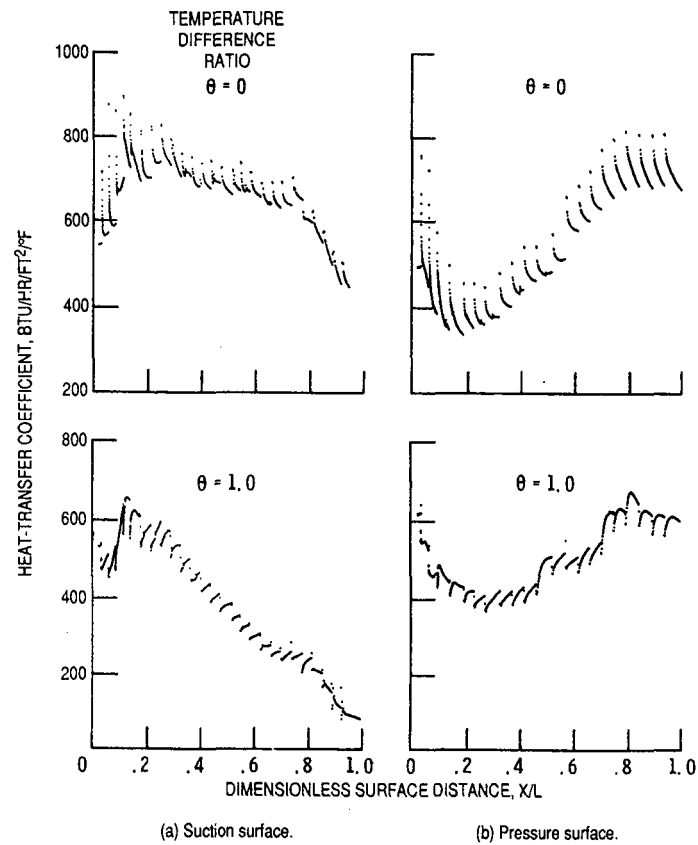 TEMPERATURE
DIFFERENCE
RATIO
θ = 0
θ = 0
1000
800
600
400
200
HEAT-TRANSFER COEFFICIENT, BTU/HR/FT²/°F
θ = 1.0
θ = 1.0
800
600
400
200
0 .2 .4 .6 .8 1.0
0 .2 .4 .6 .8 1.0
DIMENSIONLESS SURFACE DISTANCE, X/L
(a) Suction surface.
(b) Pressure surface.